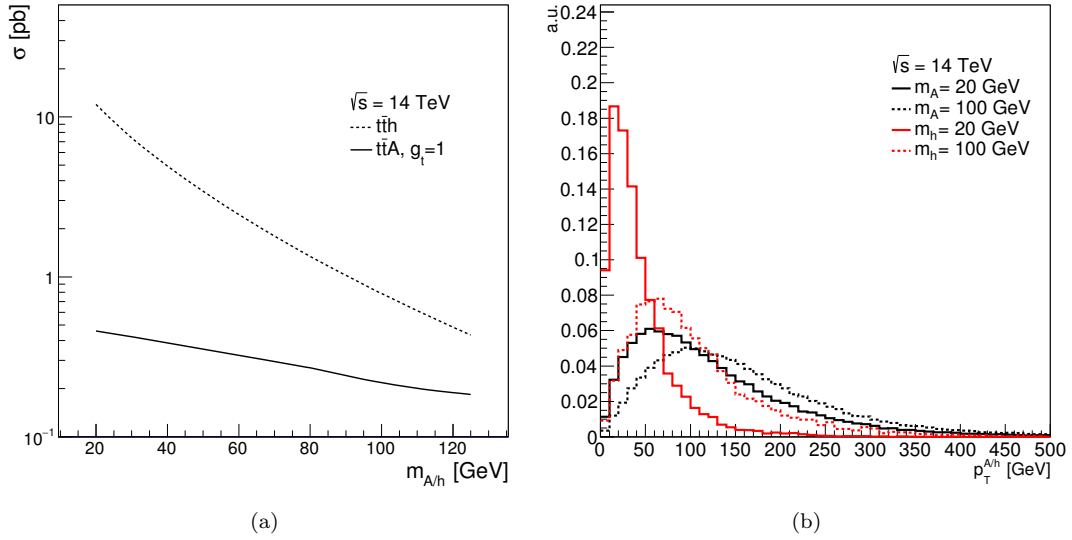 σ [pb]
10
1
10⁻¹
√s = 14 TeV
tt̄h
tt̄A, g_t=1
20 40 60 80 100 120
m_A/h [GeV]
(a)
a.u.
0.24
0.22
0.2
0.18
0.16
0.14
0.12
0.1
0.08
0.06
0.04
0.02
0
√s = 14 TeV
m_A= 20 GeV
m_A= 100 GeV
m_h= 20 GeV
m_h= 100 GeV
0 50 100 150 200 250 300 350 400 450 500
p_T^A/h [GeV]
(b)